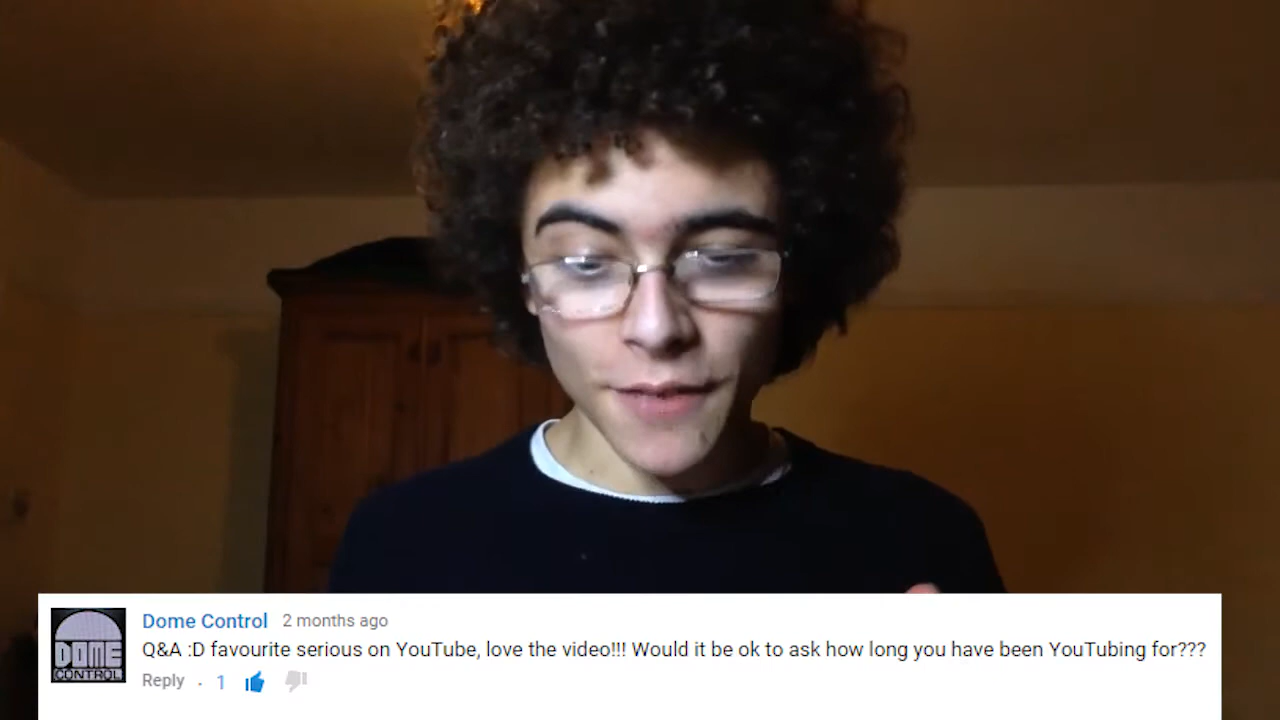 Dome Control 2 months ago
Q&A :D favourite serious on YouTube, love the video!!! Would it be ok to ask how long you have been YouTubing for???
Reply · 1
DOME
CONTROL